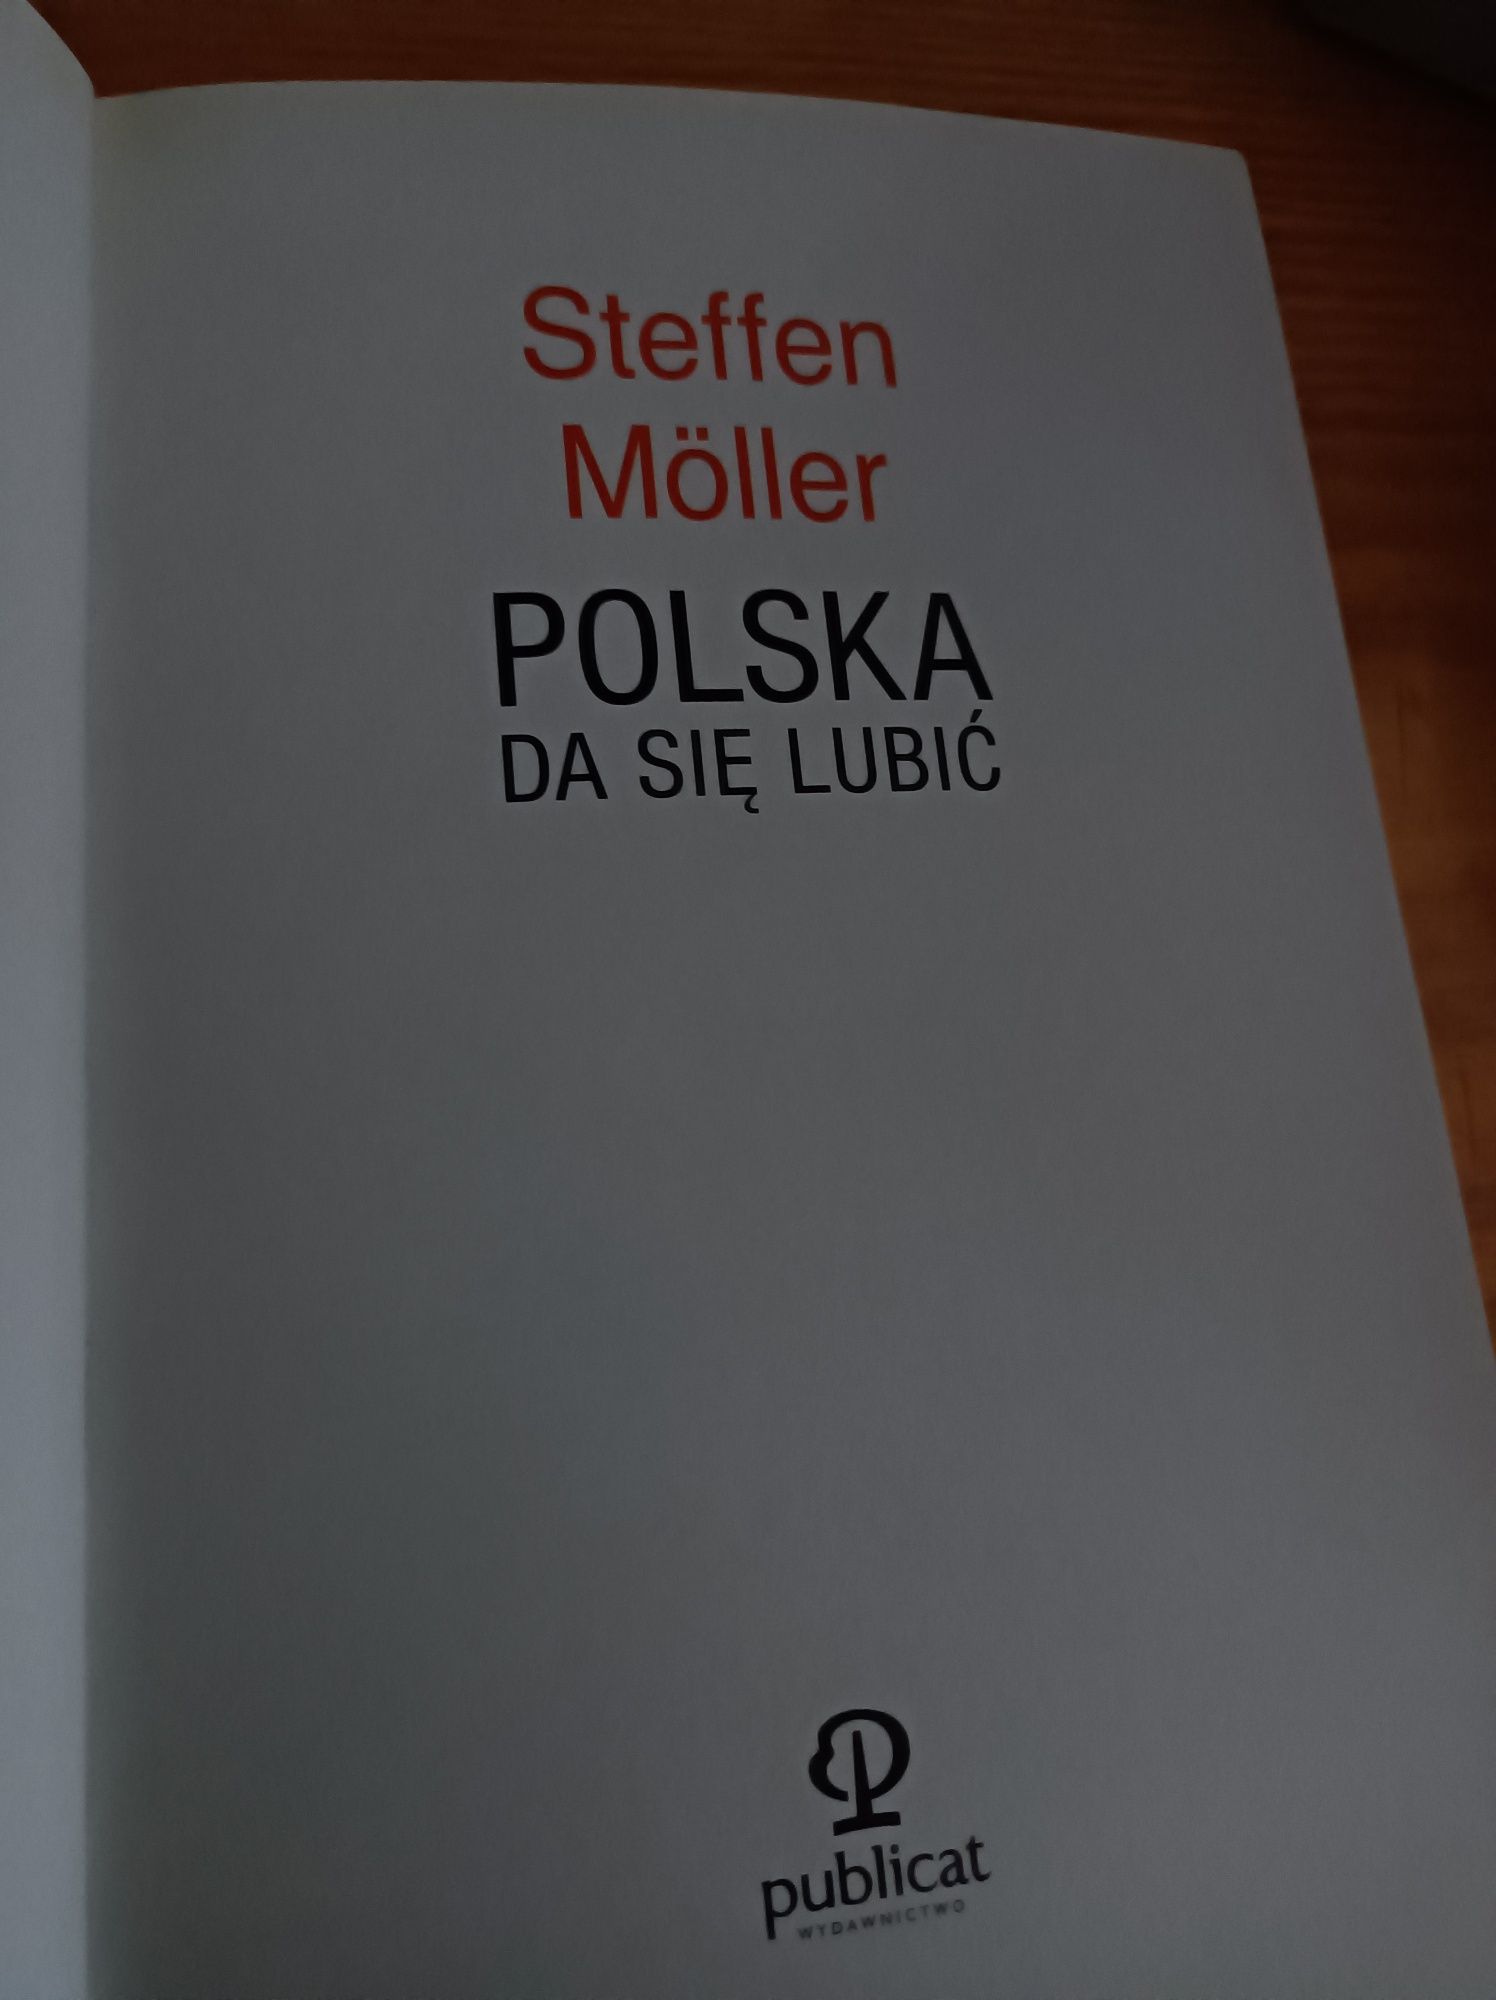 Steffen
Möller
POLSKA
DA SIĘ LUBIĆ
publicat
WYDAWNICTWO